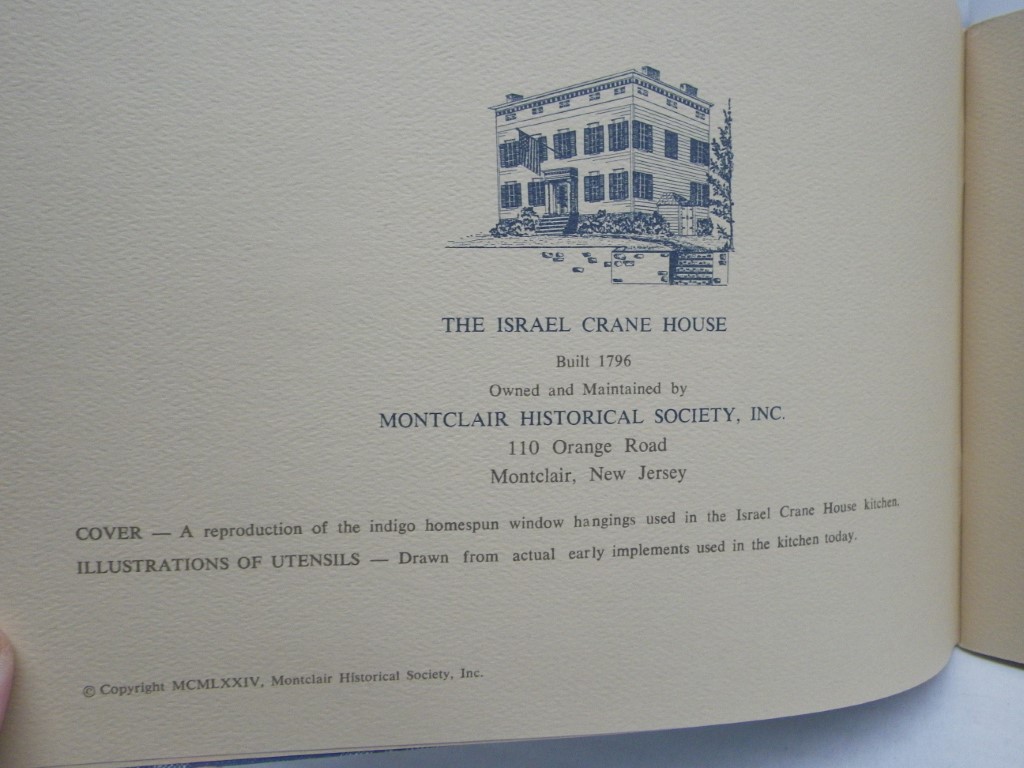 THE ISRAEL CRANE HOUSE
Built 1796
Owned and Maintained by
MONTCLAIR HISTORICAL SOCIETY, INC.
110 Orange Road
Montclair, New Jersey
COVER — A reproduction of the indigo homespun window hangings used in the Israel Crane House kitchen.
ILLUSTRATIONS OF UTENSILS — Drawn from actual early implements used in the kitchen today.
© Copyright MCMLXXIV, Montclair Historical Society, Inc.